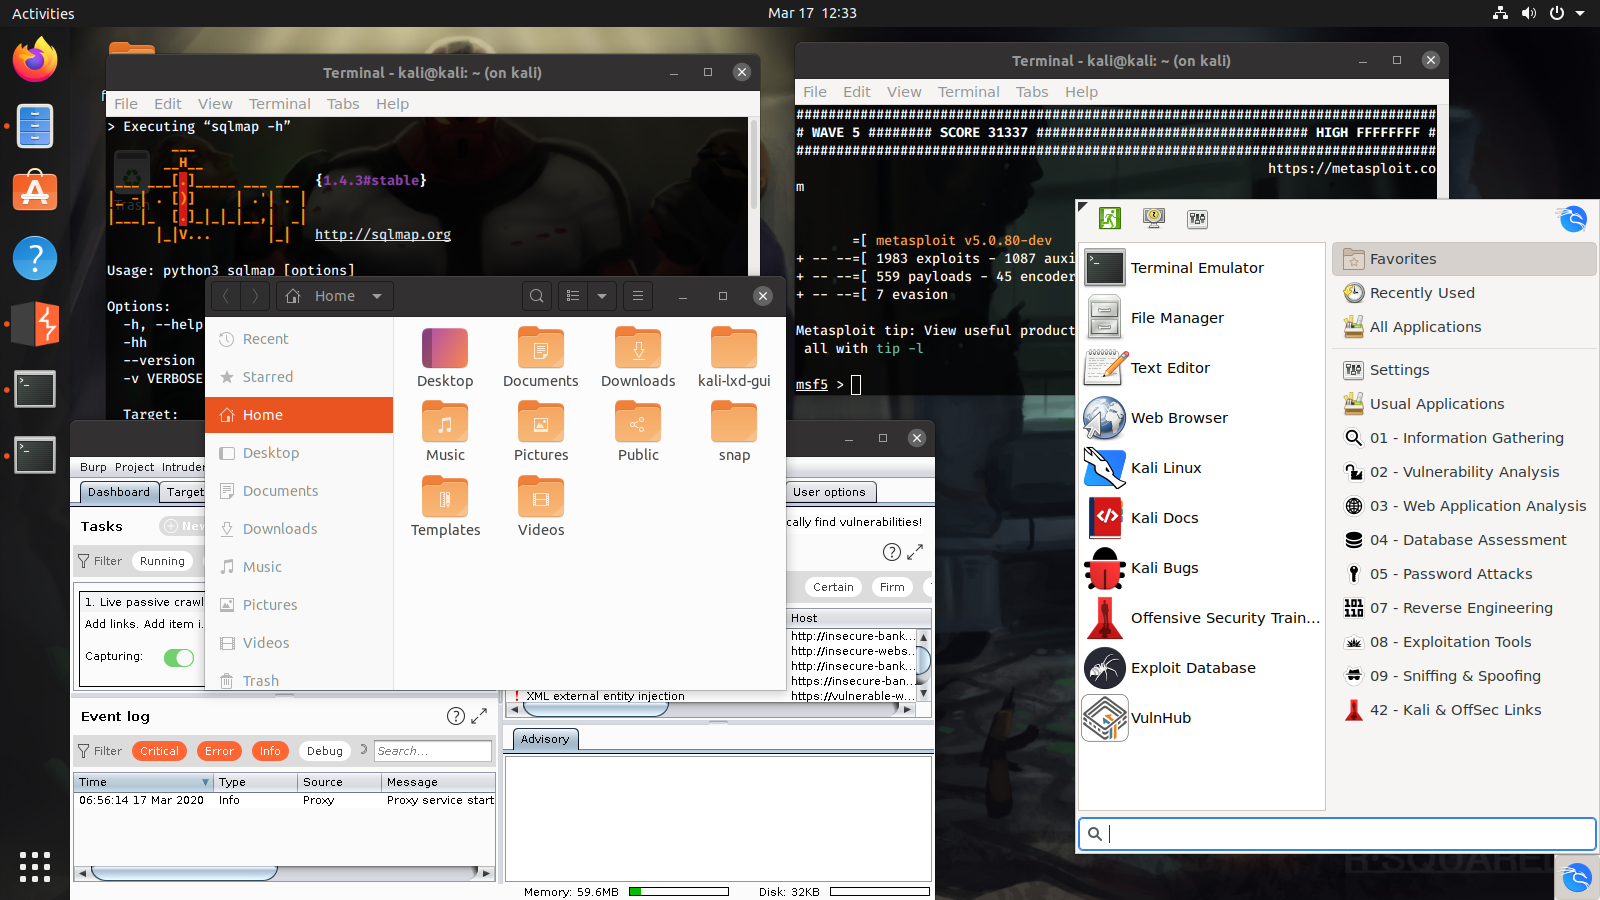 Activities
Mar 17 12:33
Terminal - kali@kali: ~ (on kali)
File Edit View Terminal Tabs Help
> Executing “sqlmap -h”
{1.4.3#stable}
http://sqlmap.org
Usage: python3 sqlmap [options]
Options:
-h, --help
-hh
--version
-v VERBOSE
Target:
Trash
Terminal - kali@kali: ~ (on kali)
File Edit View Terminal Tabs Help
################################################################################
# WAVE 5 ######## SCORE 31337 ################################## HIGH FFFFFFFF #
################################################################################
https://metasploit.co
m
=[ metasploit v5.0.80-dev
+ -- --=[ 1983 exploits - 1087 auxi
+ -- --=[ 559 payloads - 45 encoder
+ -- --=[ 7 evasion
Metasploit tip: View useful product
all with tip -l
msf5 >
Home
Recent
Starred
Home
Desktop
Documents
Downloads
Music
Pictures
Videos
Trash
Desktop
Documents
Downloads
kali-lxd-gui
Music
Pictures
Public
snap
Templates
Videos
Burp Project Intruder
Dashboard Target
User options
Tasks
New
Filter Running
1. Live passive crawl
Add links. Add item i
Capturing:
cally find vulnerabilities!
Certain Firm
Host
http://insecure-bank...
http://insecure-webs...
http://insecure-bank...
https://insecure-ban...
! XML external entity injection https://vulnerable-w...
Event log
Filter Critical Error Info Debug Search...
Time Type Source Message
06:56:14 17 Mar 2020 Info Proxy Proxy service start
Advisory
Memory: 59.6MB Disk: 32KB
Terminal Emulator
File Manager
Text Editor
Web Browser
Kali Linux
Kali Docs
Kali Bugs
Offensive Security Train...
Exploit Database
VulnHub
Favorites
Recently Used
All Applications
Settings
Usual Applications
01 - Information Gathering
02 - Vulnerability Analysis
03 - Web Application Analysis
04 - Database Assessment
05 - Password Attacks
07 - Reverse Engineering
08 - Exploitation Tools
09 - Sniffing & Spoofing
42 - Kali & OffSec Links